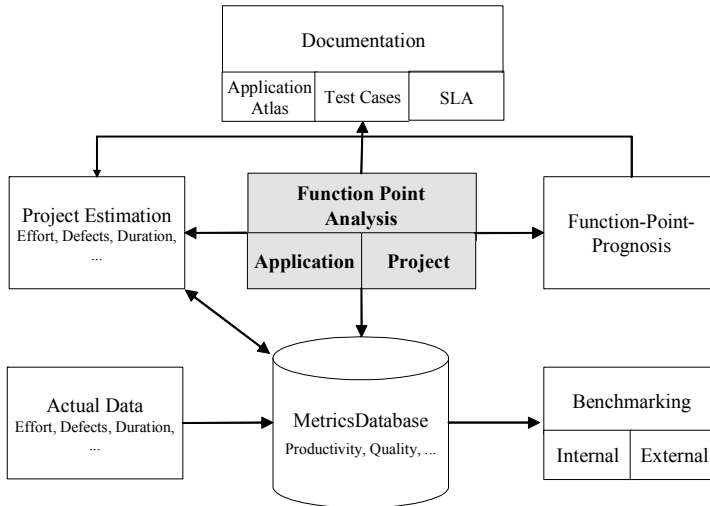 Documentation
Application
Atlas
Test Cases
SLA
Project Estimation
Effort, Defects, Duration,
...
Function Point
Analysis
Application
Project
Function-Point-
Prognosis
Actual Data
Effort, Defects, Duration,
...
MetricsDatabase
Productivity, Quality, ...
Benchmarking
Internal
External